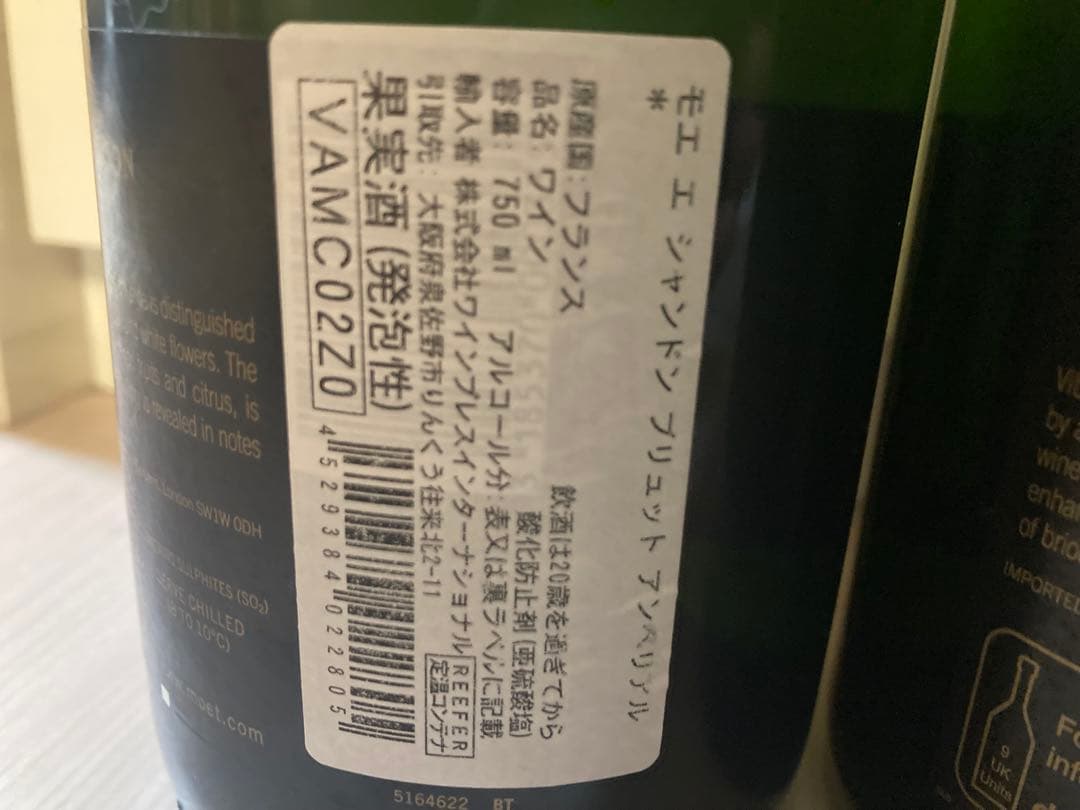 モエ エ シャンドン ブリュット アンペリアル
*
原産国:フランス
飲酒は20歳を過ぎてから
品名:ワイン
酸化防止剤(亜硫酸塩)
容量: 750 ml アルコール分:表又は裏ラベルに記載
輸入者 株式会社ワインプレスインターナショナル
引取先: 大阪府泉佐野市りんくう往来北2-11
REEFER
定温コンテナ
果実酒(発泡性)
VAMC02Z0
4529384022805
distinguished
white flowers. The
and citrus, is
revealed in notes
London SW1W 0DH
SULPHITES (SO₂)
CHILLED
10°C)
moet.com
5164622 BT
by
wine
of
IMPORTED
9
UK
Units